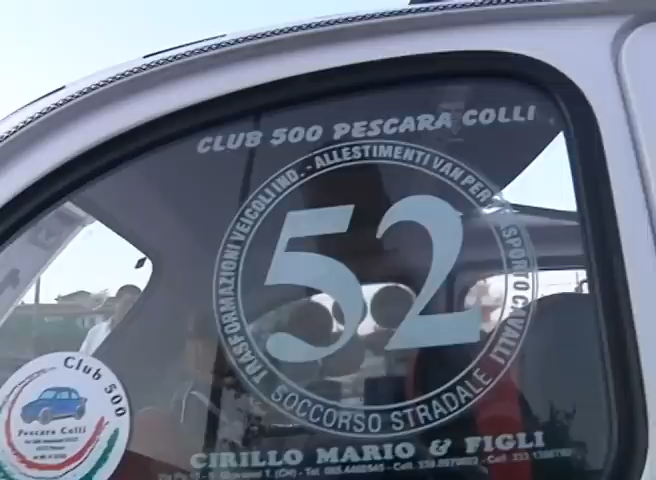 CLUB 500 PESCARA COLLI
TRASFORMAZIONI VEICOLI IND. - ALLESTIMENTI VAN PER TRASPORTO CAVALLI
52
SOCCORSO STRADALE
Club 500
Pescara Colli
CIRILLO MARIO & FIGLI